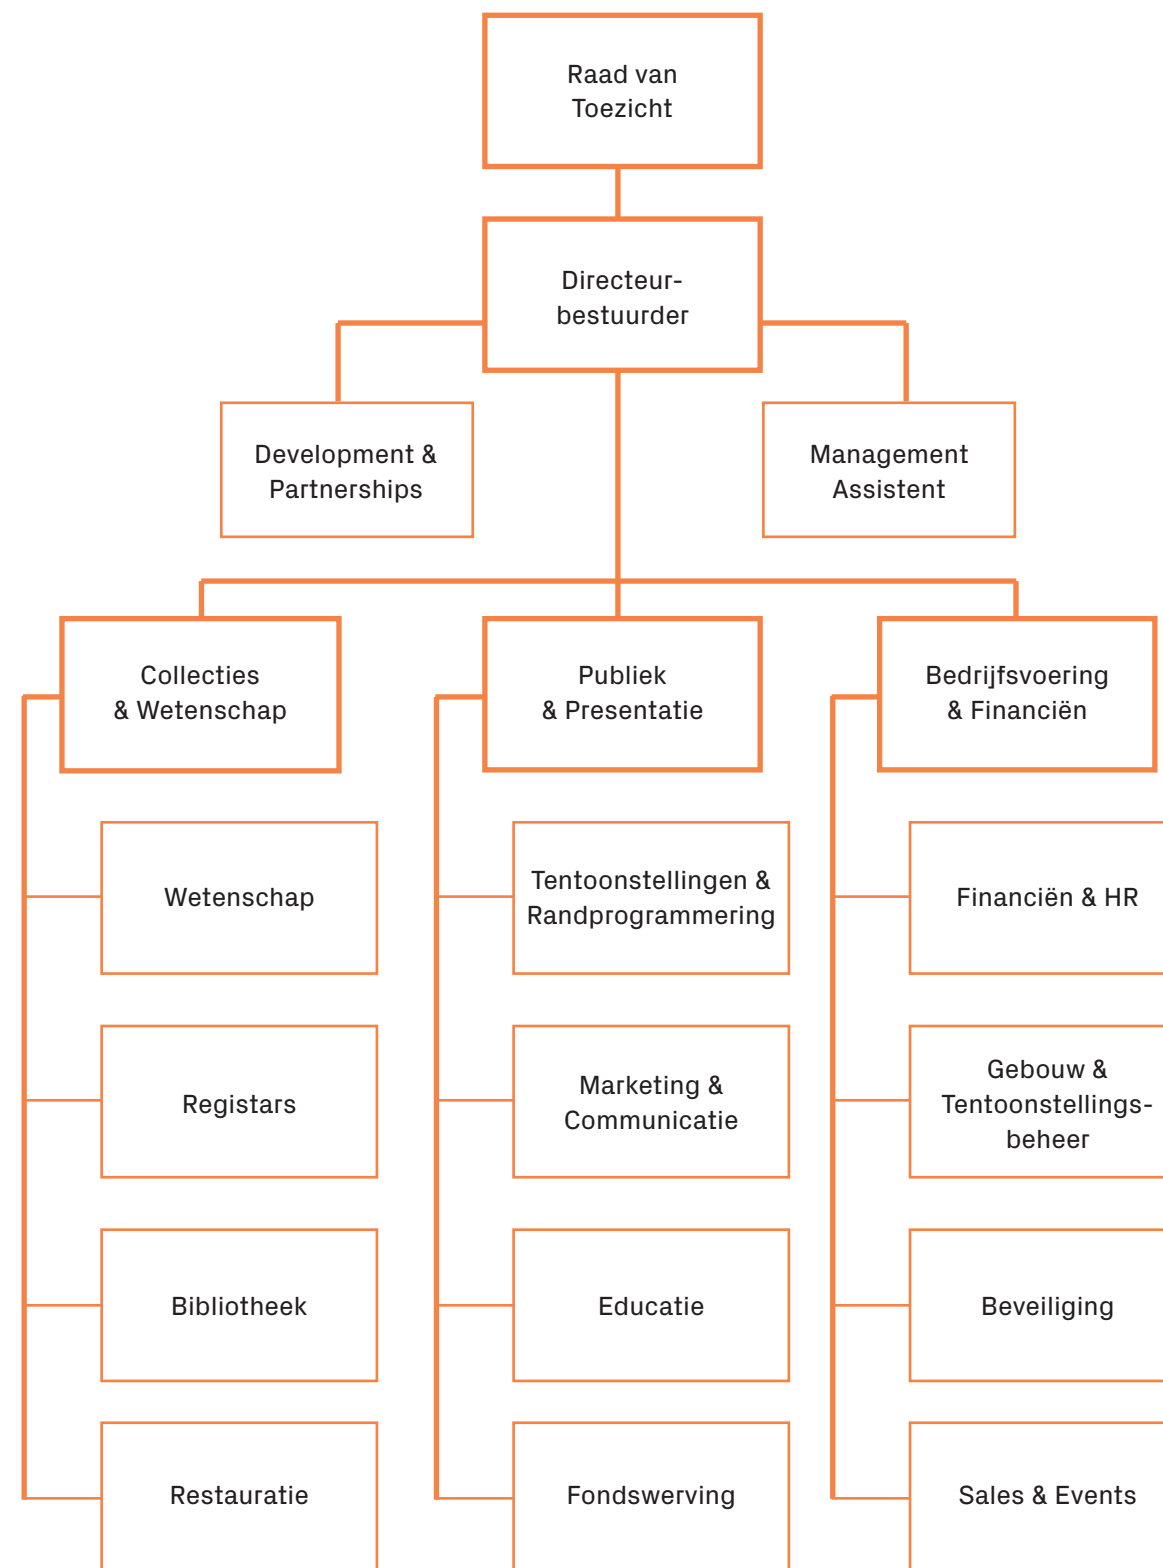 Raad van
Toezicht
Directeur-
bestuurder
Development &
Partnerships
Management
Assistent
Collecties
& Wetenschap
Publiek
& Presentatie
Bedrijfsvoering
& Financiën
Wetenschap
Tentoonstellingen &
Randprogrammering
Financiën & HR
Registars
Marketing &
Communicatie
Gebouw &
Tentoonstellings-
beheer
Bibliotheek
Educatie
Beveiliging
Restauratie
Fondswerving
Sales & Events